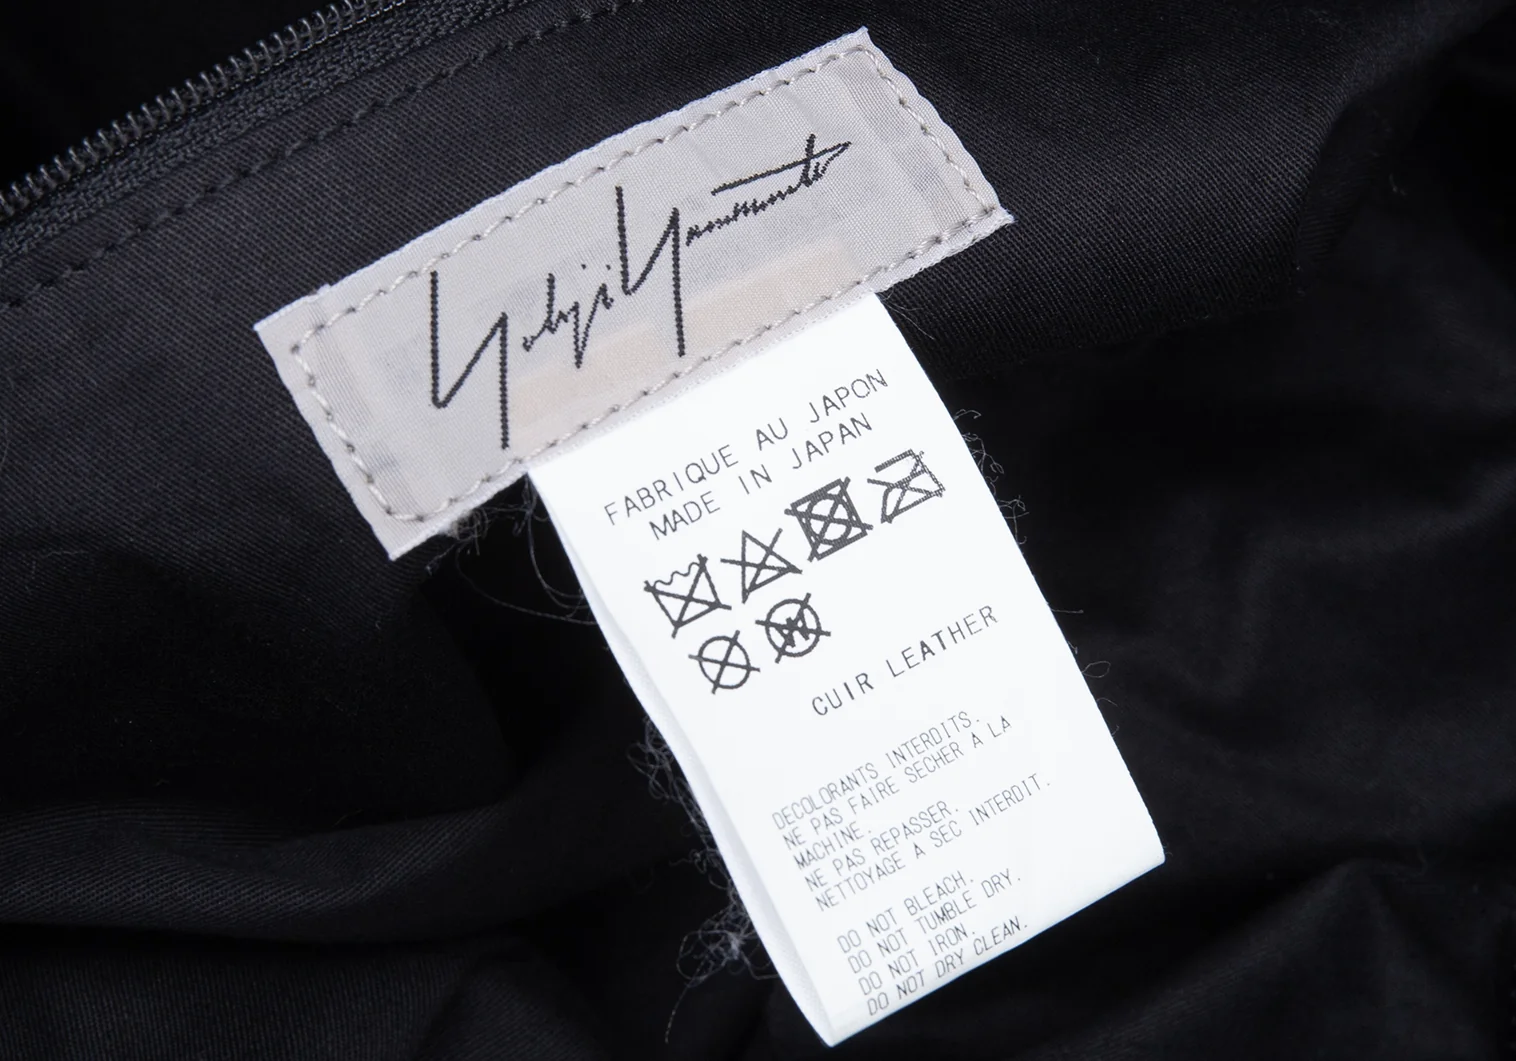 Yohji Yamamoto
FABRIQUE AU JAPON
MADE IN JAPAN
CUIR LEATHER
DECOLORANTS INTERDITS.
NE PAS FAIRE SECHER A LA
MACHINE.
NE PAS REPASSER.
NETTOYAGE A SEC INTERDIT.
DO NOT BLEACH.
DO NOT TUMBLE DRY.
DO NOT IRON.
DO NOT DRY CLEAN.